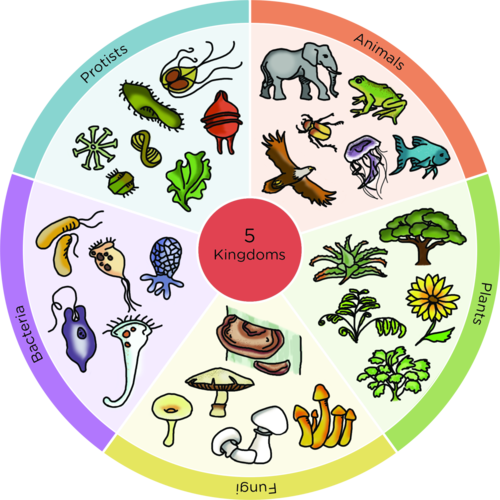 Protists
Animals
5
Kingdoms
Bacteria
Plants
Fungi